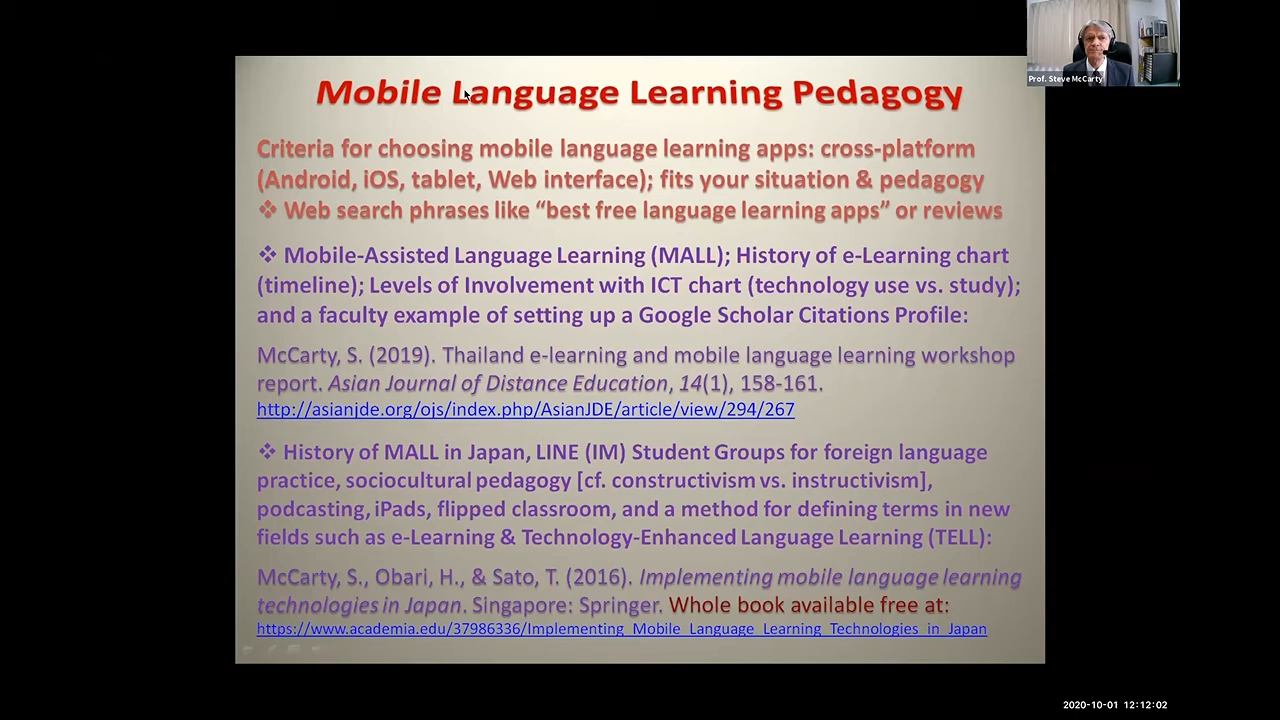 Prof. Steve McCarty
Mobile Language Learning Pedagogy
Criteria for choosing mobile language learning apps: cross-platform
(Android, iOS, tablet, Web interface); fits your situation & pedagogy
❖ Web search phrases like “best free language learning apps” or reviews
❖ Mobile-Assisted Language Learning (MALL); History of e-Learning chart
(timeline); Levels of Involvement with ICT chart (technology use vs. study);
and a faculty example of setting up a Google Scholar Citations Profile:
McCarty, S. (2019). Thailand e-learning and mobile language learning workshop
report. Asian Journal of Distance Education, 14(1), 158-161.
http://asianjde.org/ojs/index.php/AsianJDE/article/view/294/267
❖ History of MALL in Japan, LINE (IM) Student Groups for foreign language
practice, sociocultural pedagogy [cf. constructivism vs. instructivism],
podcasting, iPads, flipped classroom, and a method for defining terms in new
fields such as e-Learning & Technology-Enhanced Language Learning (TELL):
McCarty, S., Obari, H., & Sato, T. (2016). Implementing mobile language learning
technologies in Japan. Singapore: Springer. Whole book available free at:
https://www.academia.edu/37986336/Implementing_Mobile_Language_Learning_Technologies_in_Japan
2020-10-01 12:12:02